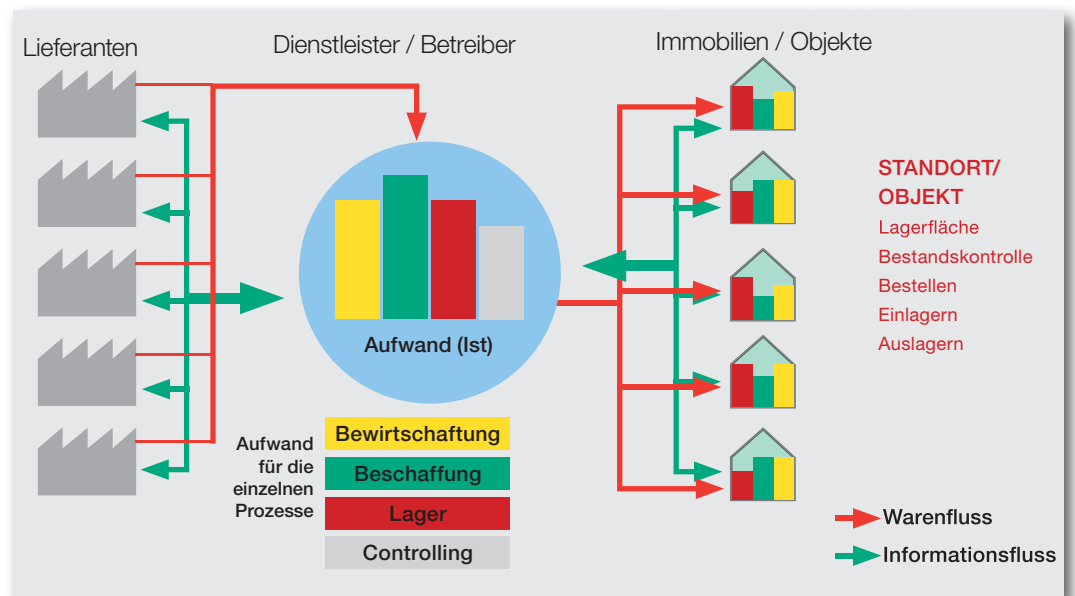 Lieferanten
Dienstleister / Betreiber
Immobilien / Objekte
STANDORT/
OBJEKT
Lagerfläche
Bestandskontrolle
Bestellen
Einlagern
Auslagern
Aufwand (Ist)
Aufwand
für die
einzelnen
Prozesse
Bewirtschaftung
Beschaffung
Lager
Controlling
Warenfluss
Informationsfluss